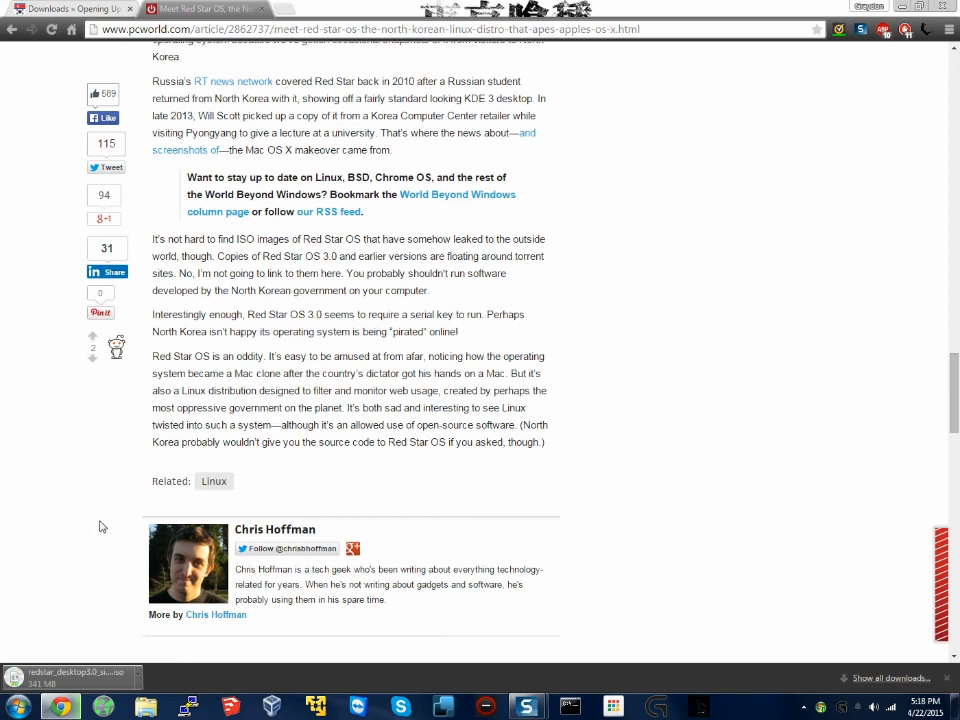 Downloads » Opening Up
Meet Red Star OS, the No
Graydon
www.pcworld.com/article/2862737/meet-red-star-os-the-north-korean-linux-distro-that-apes-apples-os-x.html
10
11
Korea.
Russia's RT news network covered Red Star back in 2010 after a Russian student
returned from North Korea with it, showing off a fairly standard looking KDE 3 desktop. In
late 2013, Will Scott picked up a copy of it from a Korea Computer Center retailer while
visiting Pyongyang to give a lecture at a university. That's where the news about—and
screenshots of—the Mac OS X makeover came from.
589
Like
115
Tweet
94
g+1
31
in Share
0
Pin it
2
Want to stay up to date on Linux, BSD, Chrome OS, and the rest of
the World Beyond Windows? Bookmark the World Beyond Windows
column page or follow our RSS feed.
It's not hard to find ISO images of Red Star OS that have somehow leaked to the outside
world, though. Copies of Red Star OS 3.0 and earlier versions are floating around torrent
sites. No, I'm not going to link to them here. You probably shouldn't run software
developed by the North Korean government on your computer.
Interestingly enough, Red Star OS 3.0 seems to require a serial key to run. Perhaps
North Korea isn't happy its operating system is being "pirated" online!
Red Star OS is an oddity. It's easy to be amused at from afar, noticing how the operating
system became a Mac clone after the country's dictator got his hands on a Mac. But it's
also a Linux distribution designed to filter and monitor web usage, created by perhaps the
most oppressive government on the planet. It's both sad and interesting to see Linux
twisted into such a system—although it's an allowed use of open-source software. (North
Korea probably wouldn't give you the source code to Red Star OS if you asked, though.)
Related: Linux
Chris Hoffman
Follow @chrisbhoffman
Chris Hoffman is a tech geek who's been writing about everything technology-
related for years. When he's not writing about gadgets and software, he's
probably using them in his spare time.
More by Chris Hoffman
redstar_desktop3.0_si....iso
341 MB
Show all downloads...
5:18 PM
4/22/2015